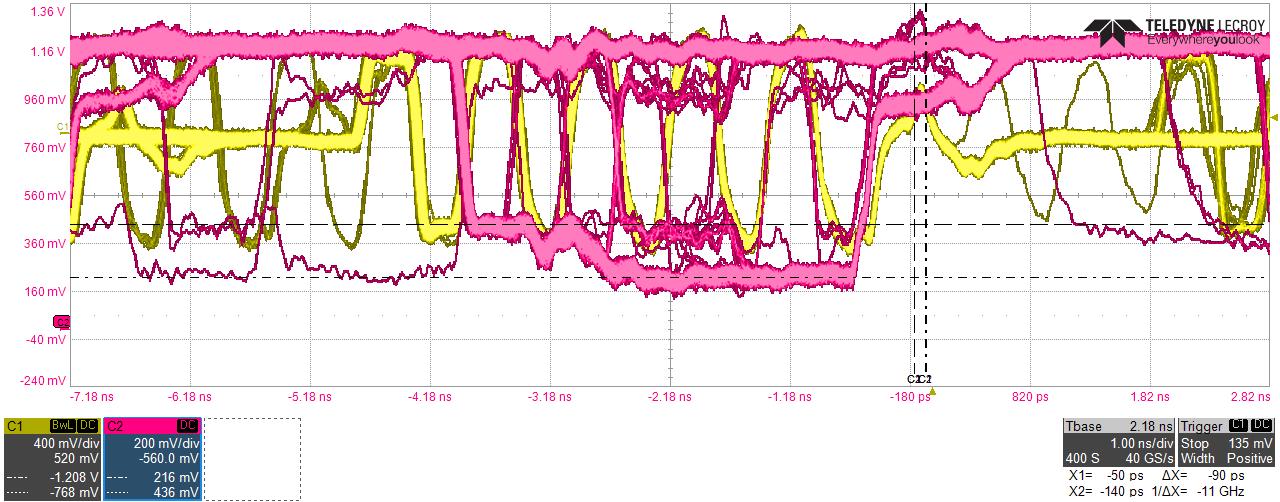 1.36 V
TELEDYNE LECROY
Everywhereyoulook
1.16 V
960 mV
C1
760 mV
560 mV
360 mV
160 mV
C2
-40 mV
-240 mV
-7.18 ns -6.18 ns -5.18 ns -4.18 ns -3.18 ns -2.18 ns -1.18 ns -180 ps 820 ps 1.82 ns 2.82 ns
C1 BwL DC
400 mV/div
520 mV
-1.208 V
-768 mV
C2 DC
200 mV/div
-560.0 mV
216 mV
436 mV
Tbase 2.18 ns
1.00 ns/div
400 S 40 GS/s
Trigger C1 DC
Stop 135 mV
Width Positive
X1= -50 ps ΔX= -90 ps
X2= -140 ps 1/ΔX= -11 GHz